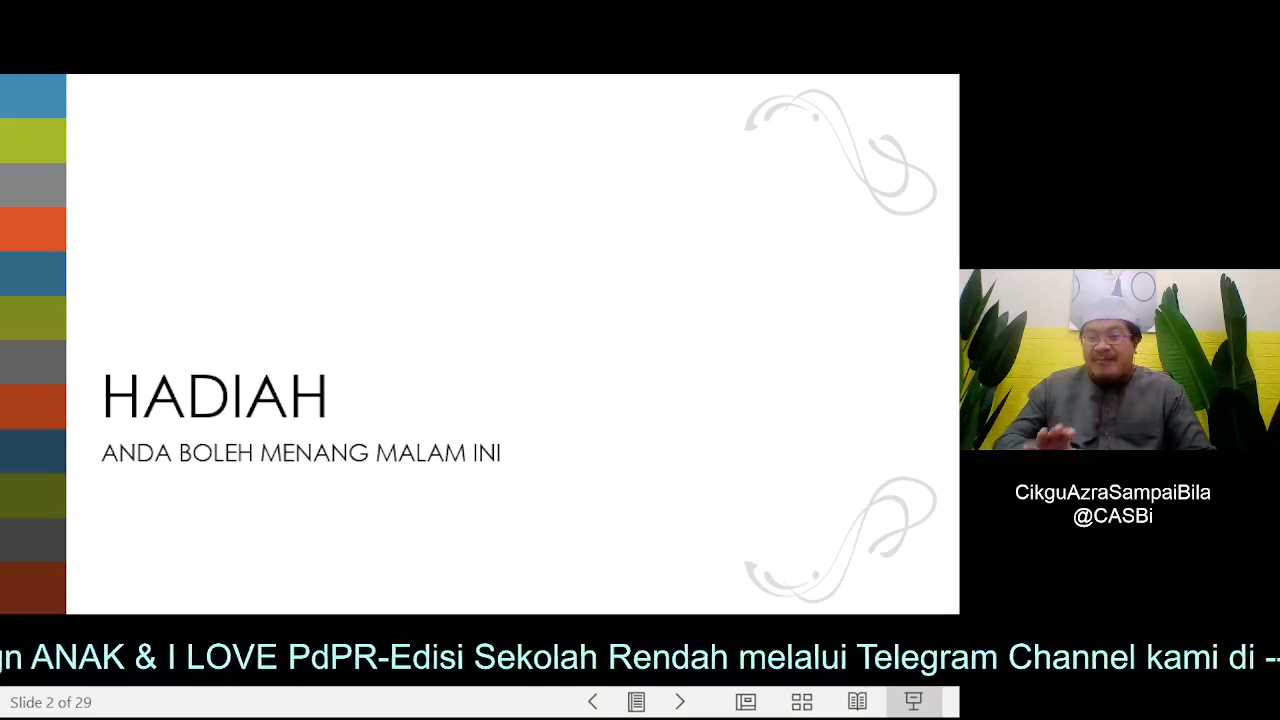 HADIAH
ANDA BOLEH MENANG MALAM INI
CikguAzraSampaiBila
@CASBi
gn ANAK & I LOVE PdPR-Edisi Sekolah Rendah melalui Telegram Channel kami di --
Slide 2 of 29